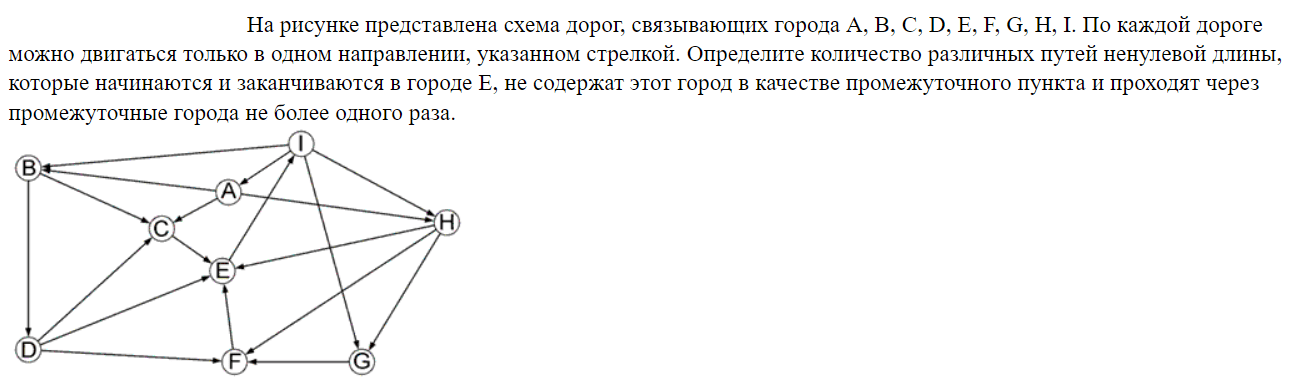 На рисунке представлена схема дорог, связывающих города A, B, C, D, E, F, G, H, I. По каждой дороге
можно двигаться только в одном направлении, указанном стрелкой. Определите количество различных путей ненулевой длины,
которые начинаются и заканчиваются в городе E, не содержат этот город в качестве промежуточного пункта и проходят через
промежуточные города не более одного раза.
I
B
A
C
H
E
D
F
G